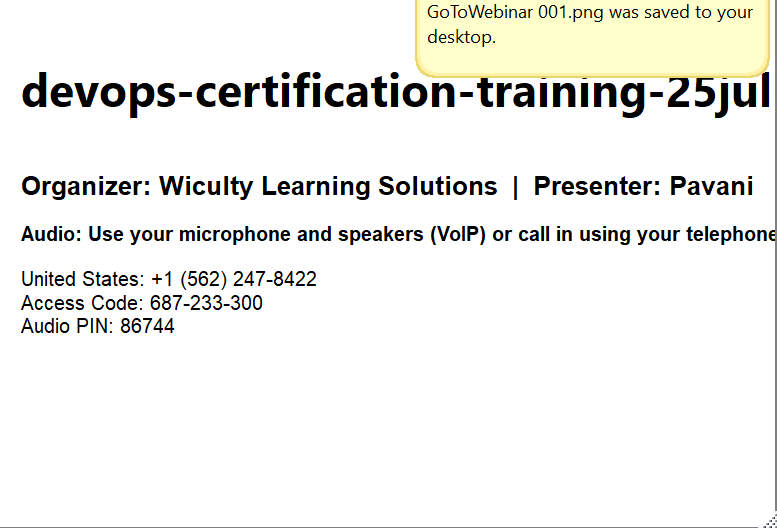 GoToWebinar 001.png was saved to your
desktop.
devops-certification-training-25jul
Organizer: Wiculty Learning Solutions | Presenter: Pavani
Audio: Use your microphone and speakers (VoIP) or call in using your telephone
United States: +1 (562) 247-8422
Access Code: 687-233-300
Audio PIN: 86744